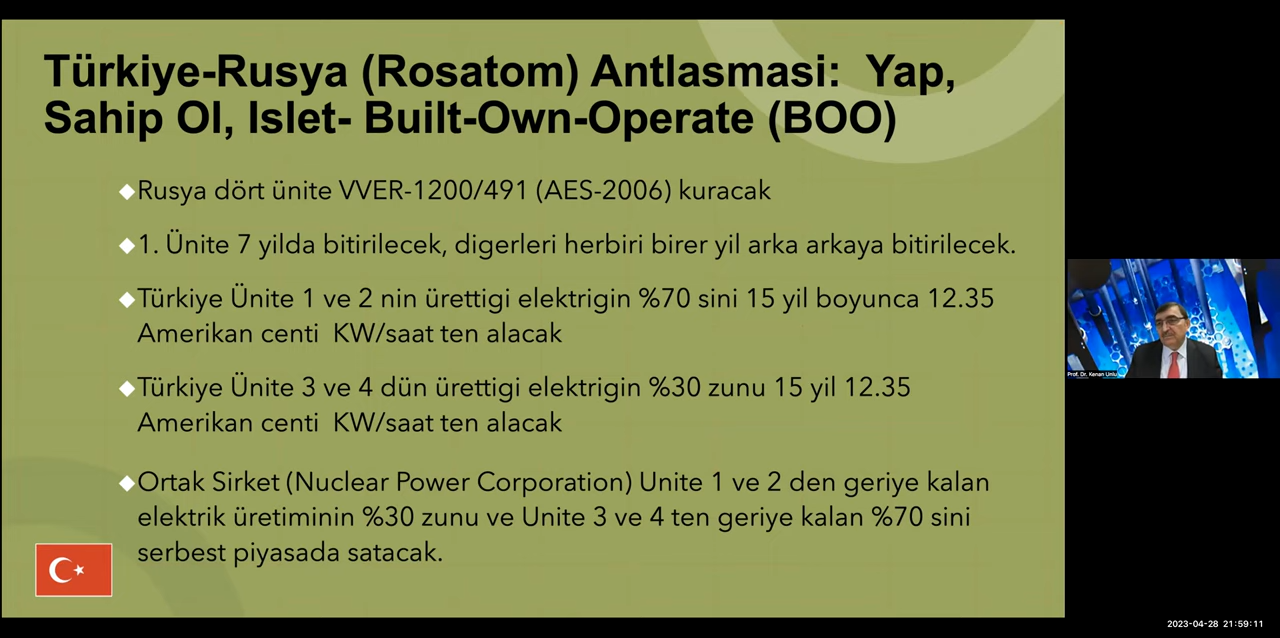 Türkiye-Rusya (Rosatom) Antlasmasi:  Yap,
Sahip Ol, Islet- Built-Own-Operate (BOO)
Rusya dört ünite VVER-1200/491 (AES-2006) kuracak
1. Ünite 7 yilda bitirilecek, digerleri herbiri birer yil arka arkaya bitirilecek.
Türkiye Ünite 1 ve 2 nin ürettigi elektrigin %70 sini 15 yil boyunca 12.35
Amerikan centi  KW/saat ten alacak
Türkiye Ünite 3 ve 4 dün ürettigi elektrigin %30 zunu 15 yil 12.35
Amerikan centi  KW/saat ten alacak
Ortak Sirket (Nuclear Power Corporation) Unite 1 ve 2 den geriye kalan
elektrik üretiminin %30 zunu ve Unite 3 ve 4 ten geriye kalan %70 sini
serbest piyasada satacak.
Prof. Dr. Kenan Unlu
2023-04-28 21:59:11